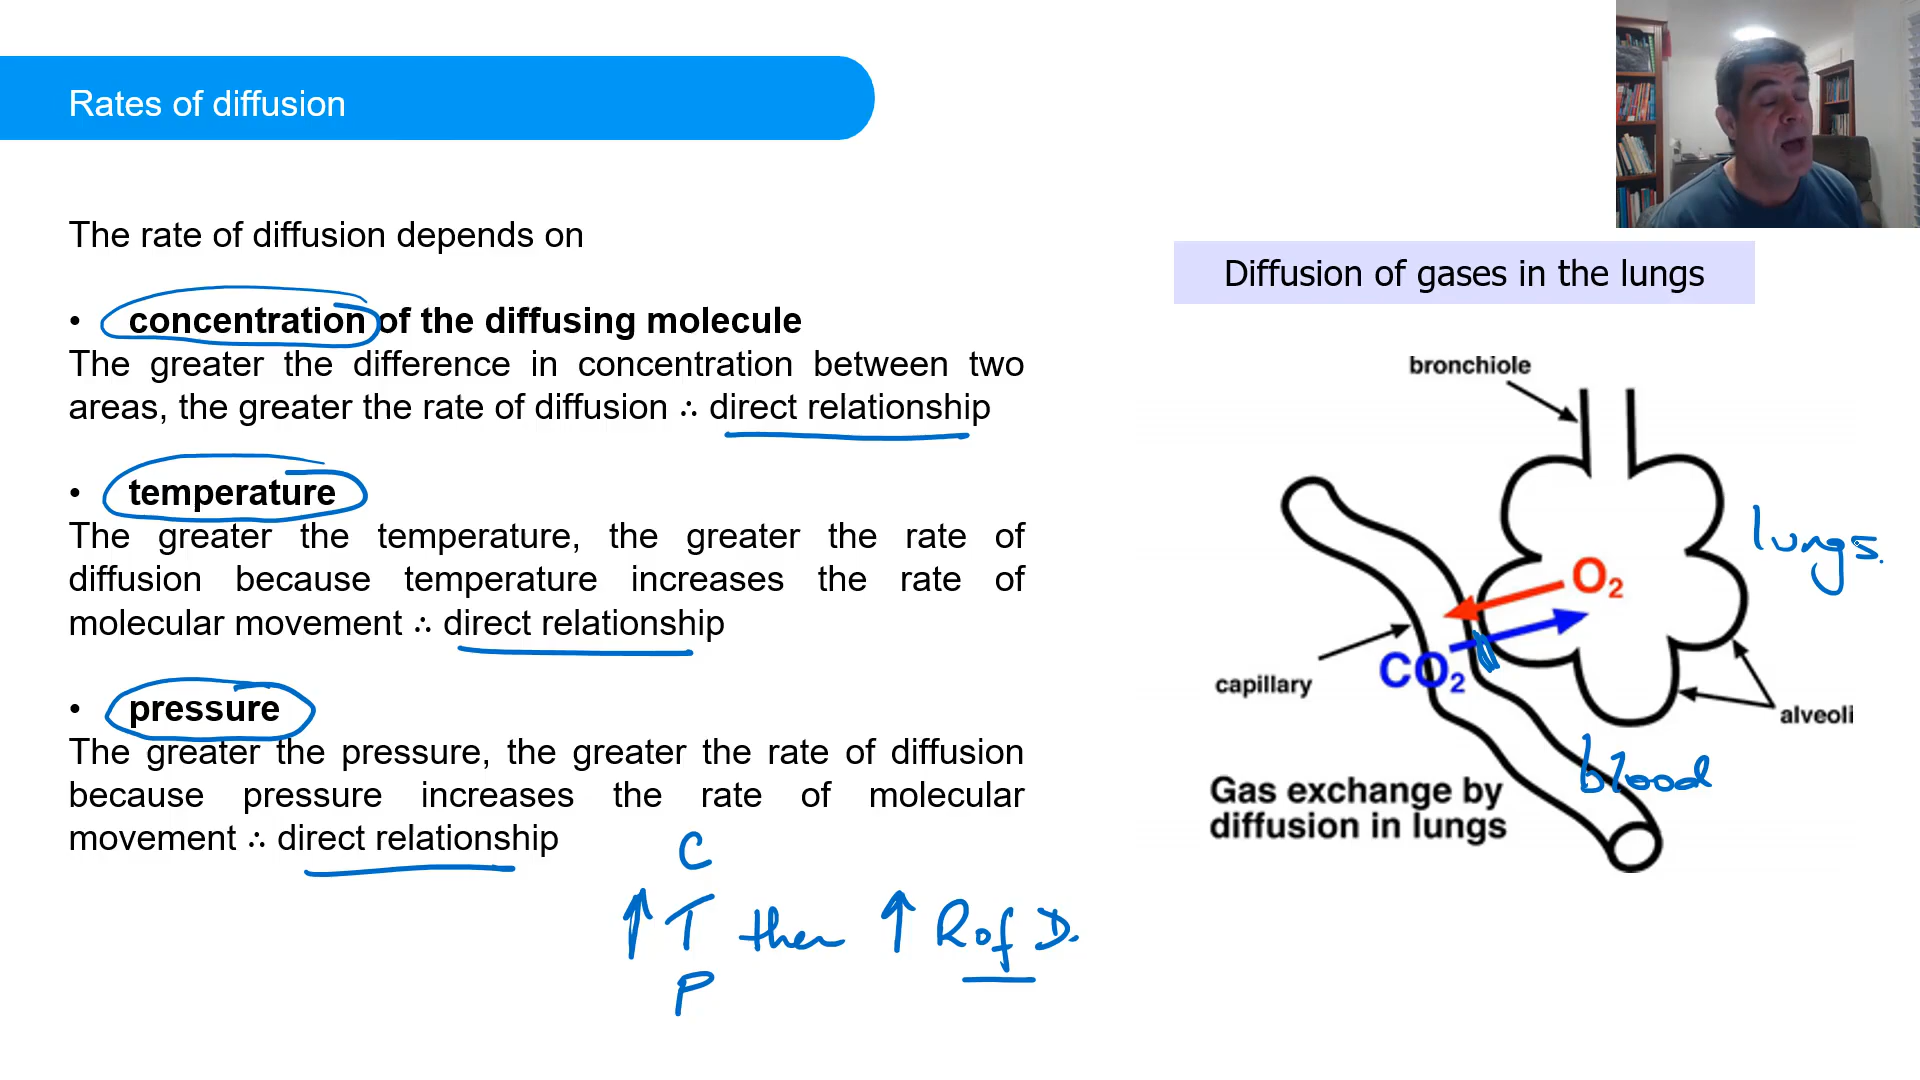 Rates of diffusion
The rate of diffusion depends on
• concentration of the diffusing molecule
The greater the difference in concentration between two
areas, the greater the rate of diffusion ∴ direct relationship
• temperature
The greater the temperature, the greater the rate of
diffusion because temperature increases the rate of
molecular movement ∴ direct relationship
• pressure
The greater the pressure, the greater the rate of diffusion
because pressure increases the rate of molecular
movement ∴ direct relationship
C
↑ T then ↑ R of D.
P
Diffusion of gases in the lungs
bronchiole
lungs.
O₂
CO₂
capillary
alveoli
blood
Gas exchange by
diffusion in lungs